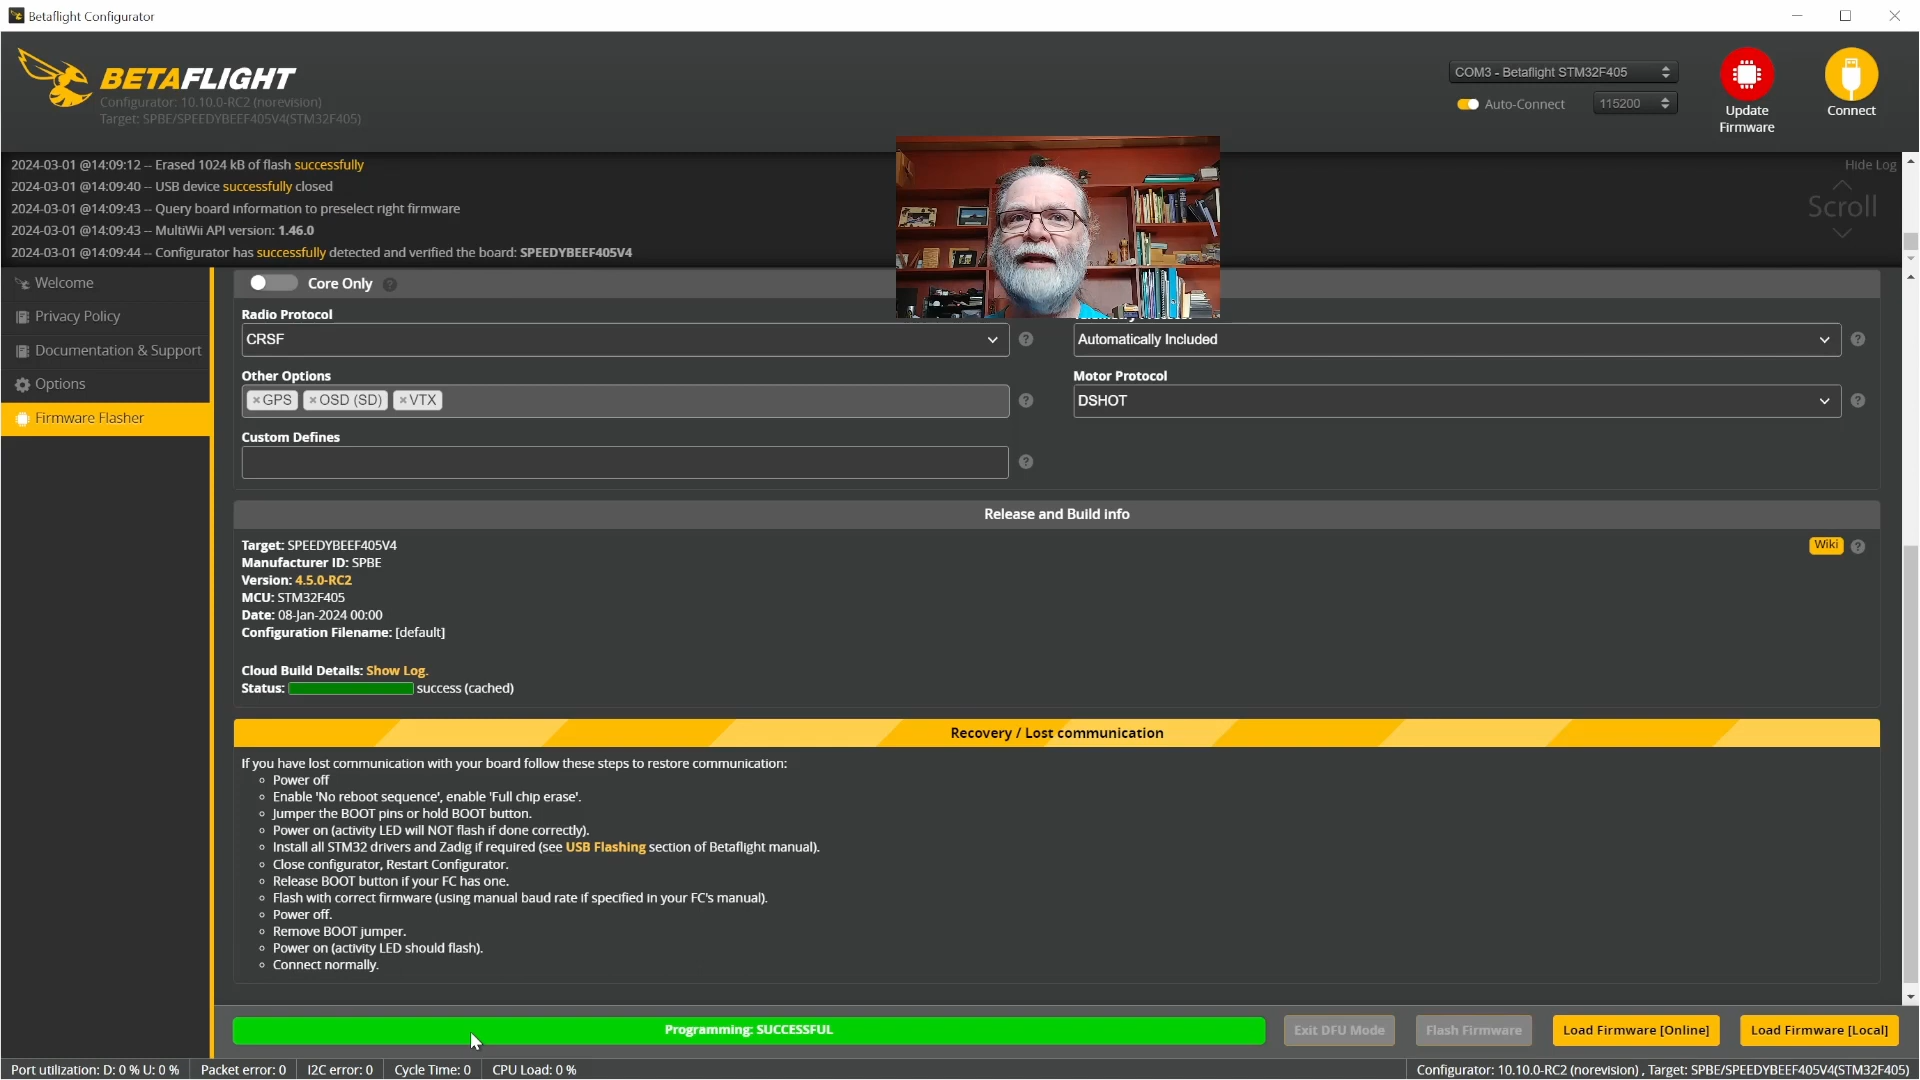 Betaflight Configurator
BETAFLIGHT
Configurator: 10.10.0-RC2 (norevision)
Target: SPBE/SPEEDYBEEF405V4(STM32F405)
COM3 - Betaflight STM32F405
Auto-Connect
115200
Update
Firmware
Connect
2024-03-01 @14:09:12 -- Erased 1024 kB of flash successfully
2024-03-01 @14:09:40 -- USB device successfully closed
2024-03-01 @14:09:43 -- Query board information to preselect right firmware
2024-03-01 @14:09:43 -- MultiWii API version: 1.46.0
2024-03-01 @14:09:44 -- Configurator has successfully detected and verified the board: SPEEDYBEEF405V4
Hide Log
Scroll
Welcome
Privacy Policy
Documentation & Support
Options
Firmware Flasher
Core Only
Radio Protocol
CRSF
Automatically Included
Other Options
×GPS ×OSD (SD) ×VTX
Motor Protocol
DSHOT
Custom Defines
Release and Build info
Target: SPEEDYBEEF405V4
Manufacturer ID: SPBE
Version: 4.5.0-RC2
MCU: STM32F405
Date: 08-Jan-2024 00:00
Configuration Filename: [default]
Wiki
Cloud Build Details: Show Log.
Status: success (cached)
Recovery / Lost communication
If you have lost communication with your board follow these steps to restore communication:
Power off
Enable 'No reboot sequence', enable 'Full chip erase'.
Jumper the BOOT pins or hold BOOT button.
Power on (activity LED will NOT flash if done correctly).
Install all STM32 drivers and Zadig if required (see USB Flashing section of Betaflight manual).
Close configurator, Restart Configurator.
Release BOOT button if your FC has one.
Flash with correct firmware (using manual baud rate if specified in your FC's manual).
Power off.
Remove BOOT jumper.
Power on (activity LED should flash).
Connect normally.
Programming: SUCCESSFUL
Exit DFU Mode
Flash Firmware
Load Firmware [Online]
Load Firmware [Local]
Port utilization: D: 0 % U: 0 %
Packet error: 0
I2C error: 0
Cycle Time: 0
CPU Load: 0 %
Configurator: 10.10.0-RC2 (norevision) , Target: SPBE/SPEEDYBEEF405V4(STM32F405)